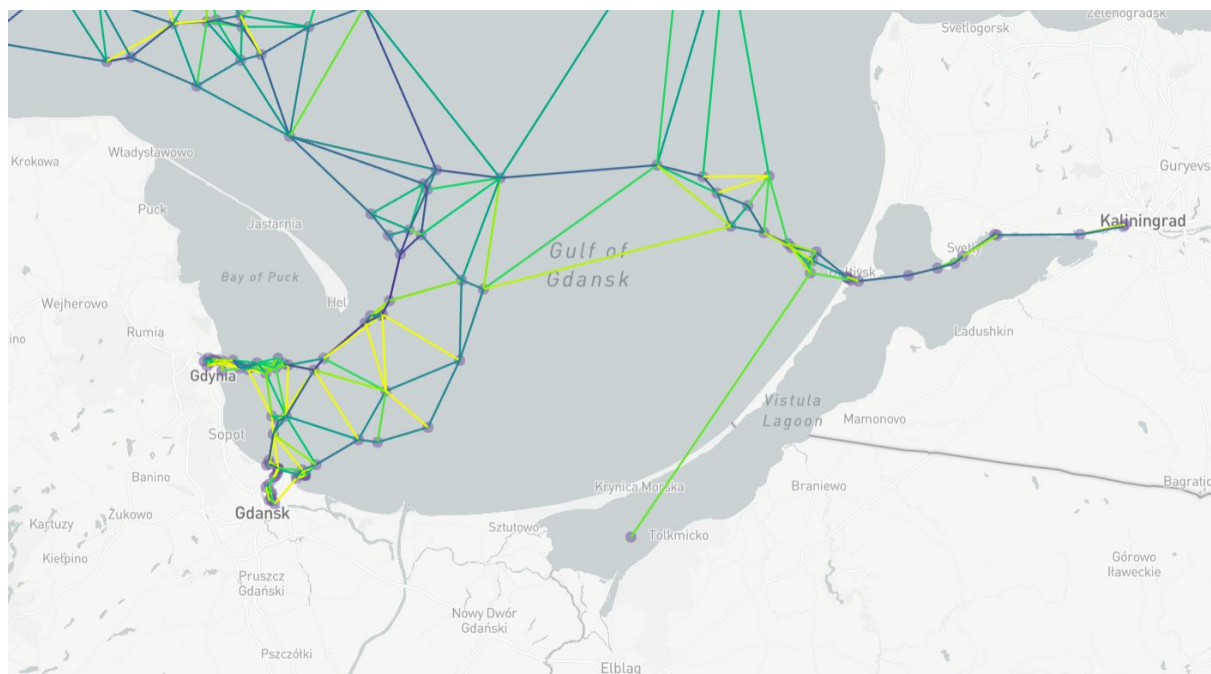 Zelenogradsk
Svetlogorsk
Władysławowo
Krokowa
Guryevs
Puck
Jastarnia
Kaliningrad
Gulf of
Gdansk
Svetly
Bay of Puck
Wejherowo
Hel
Ladushkin
Rumia
Gdynia
Vistula
Lagoon
Mamonovo
Sopot
Banino
Krynica Morska
Braniewo
Bagratio
Żukowo
Gdansk
Kartuzy
Sztutowo
Tolkmicko
Kiełpino
Górowo
Iławeckie
Pruszcz
Gdański
Nowy Dwór
Gdański
Pszczółki
Elbląg